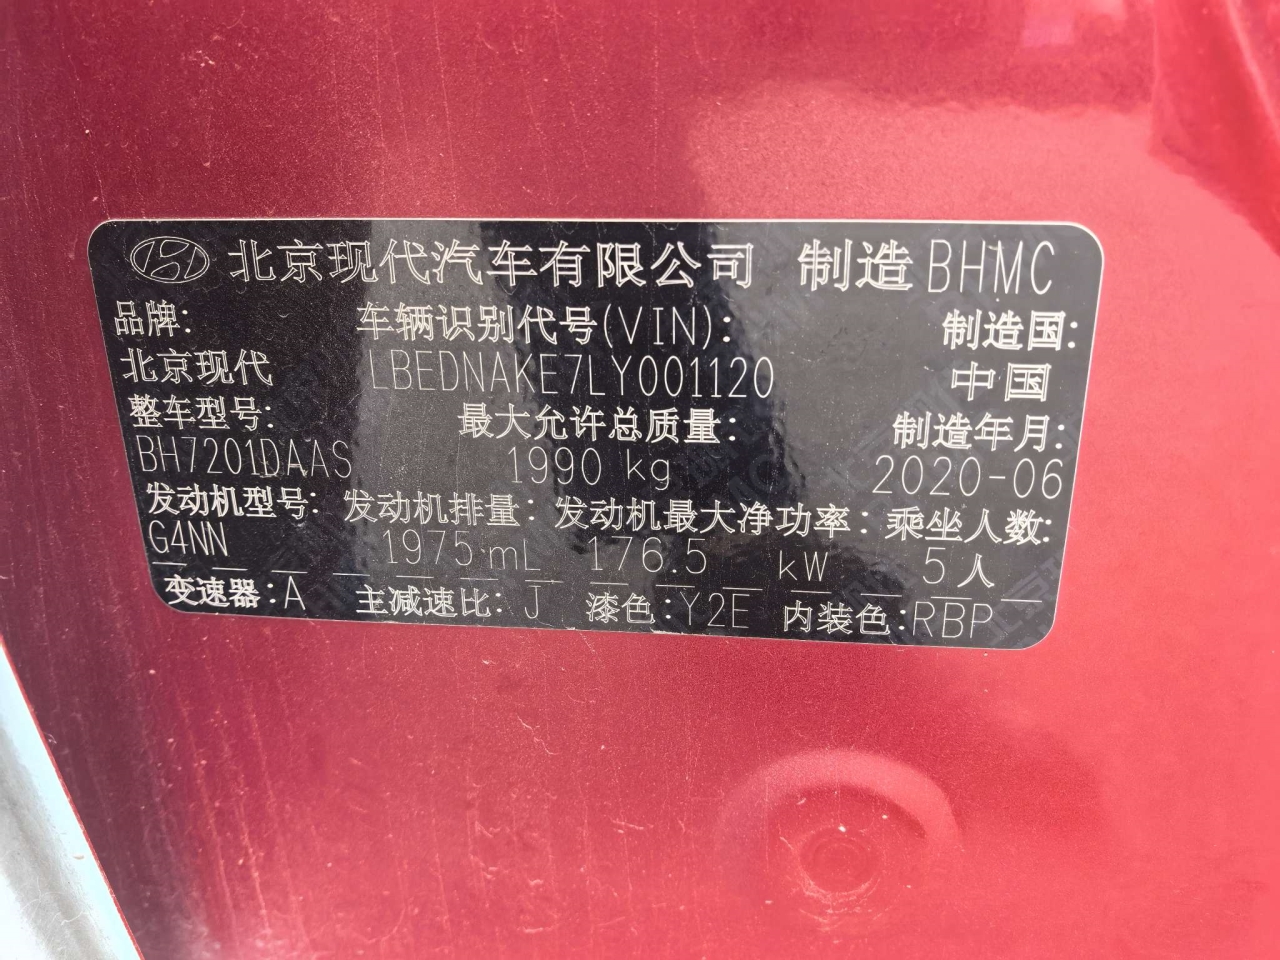 北京现代汽车有限公司 制造 BHMC
品牌: 车辆识别代号(VIN): 制造国:
北京现代 LBEDNAKE7LY001120 中国
整车型号: 最大允许总质量: 制造年月:
BH7201DAAS 1990 kg 2020-06
发动机型号: 发动机排量: 发动机最大净功率: 乘坐人数:
G4NN 1975 mL 176.5 kW 5人
变速器:A 主减速比: J 漆色:Y2E 内装色:RBP